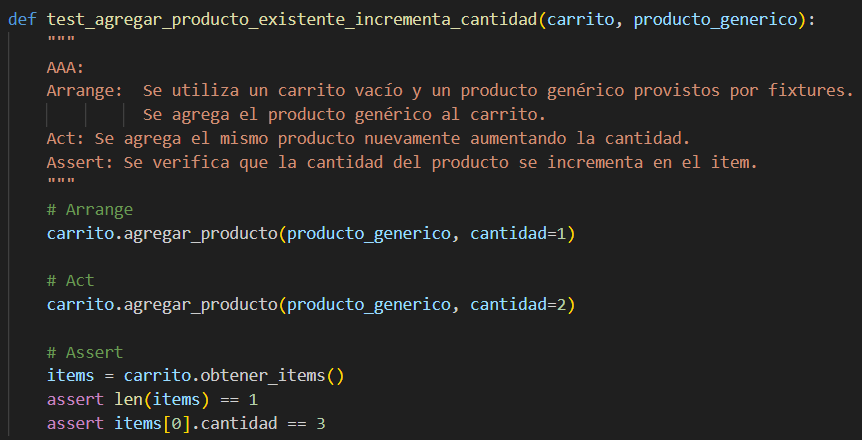 def test_agregar_producto_existente_incrementa_cantidad(carrito, producto_generico):
    """
    AAA:
    Arrange:  Se utiliza un carrito vacío y un producto genérico provistos por fixtures.
              Se agrega el producto genérico al carrito.
    Act: Se agrega el mismo producto nuevamente aumentando la cantidad.
    Assert: Se verifica que la cantidad del producto se incrementa en el item.
    """
    # Arrange
    carrito.agregar_producto(producto_generico, cantidad=1)

    # Act
    carrito.agregar_producto(producto_generico, cantidad=2)

    # Assert
    items = carrito.obtener_items()
    assert len(items) == 1
    assert items[0].cantidad == 3